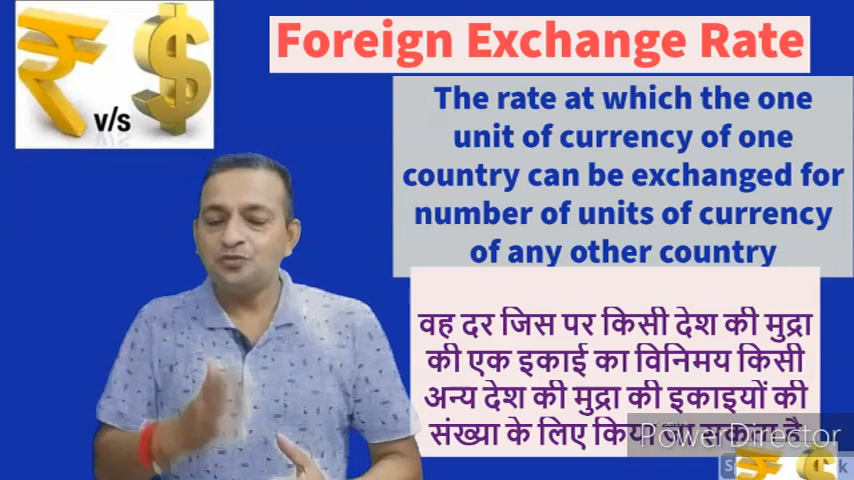 v/s
Foreign Exchange Rate
The rate at which the one
unit of currency of one
country can be exchanged for
number of units of currency
of any other country
वह दर जिस पर किसी देश की मुद्रा
की एक इकाई का विनिमय किसी
अन्य देश की मुद्रा की इकाइयों की
संख्या के लिए किया जा सकता है
PowerDirector